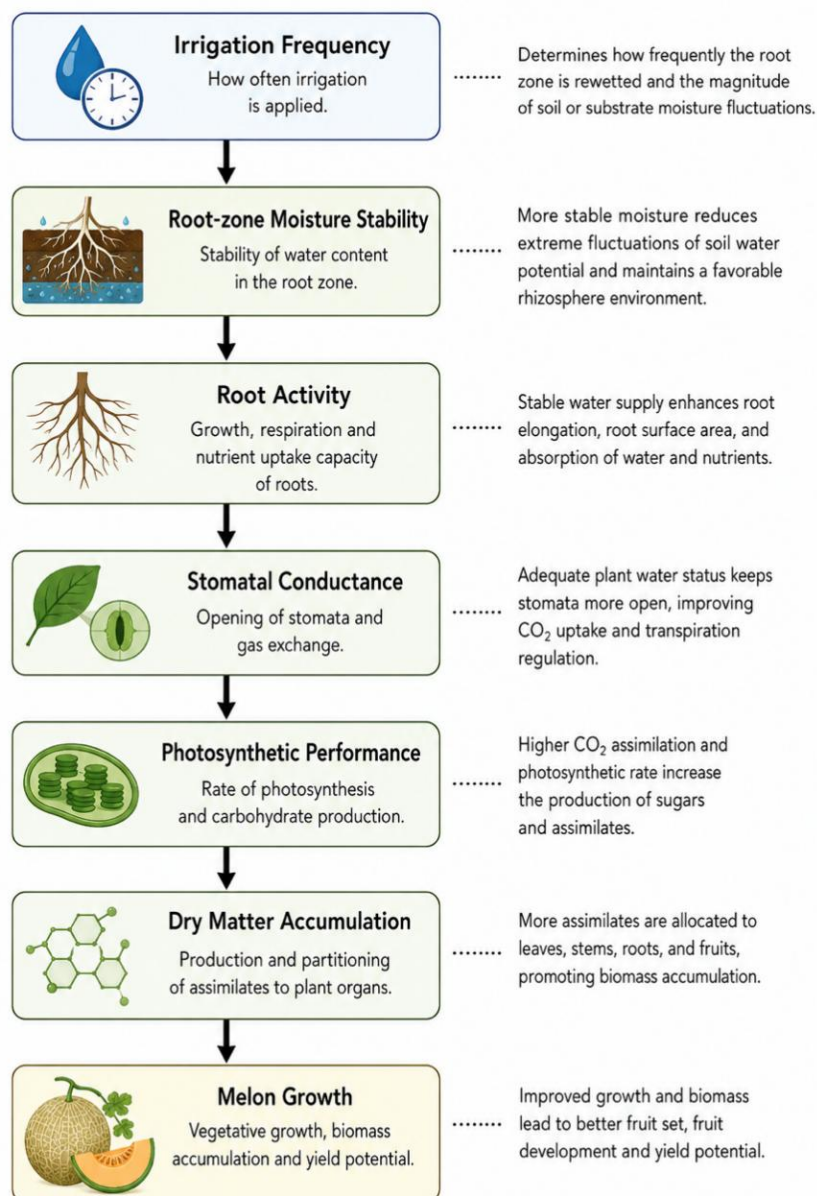 Irrigation Frequency
How often irrigation
is applied.
Determines how frequently the root
zone is rewetted and the magnitude
of soil or substrate moisture fluctuations.
Root-zone Moisture Stability
Stability of water content
in the root zone.
More stable moisture reduces
extreme fluctuations of soil water
potential and maintains a favorable
rhizosphere environment.
Root Activity
Growth, respiration and
nutrient uptake capacity
of roots.
Stable water supply enhances root
elongation, root surface area, and
absorption of water and nutrients.
Stomatal Conductance
Opening of stomata and
gas exchange.
Adequate plant water status keeps
stomata more open, improving
CO₂ uptake and transpiration
regulation.
Photosynthetic Performance
Rate of photosynthesis
and carbohydrate production.
Higher CO₂ assimilation and
photosynthetic rate increase
the production of sugars
and assimilates.
Dry Matter Accumulation
Production and partitioning
of assimilates to plant organs.
More assimilates are allocated to
leaves, stems, roots, and fruits,
promoting biomass accumulation.
Melon Growth
Vegetative growth, biomass
accumulation and yield potential.
Improved growth and biomass
lead to better fruit set, fruit
development and yield potential.